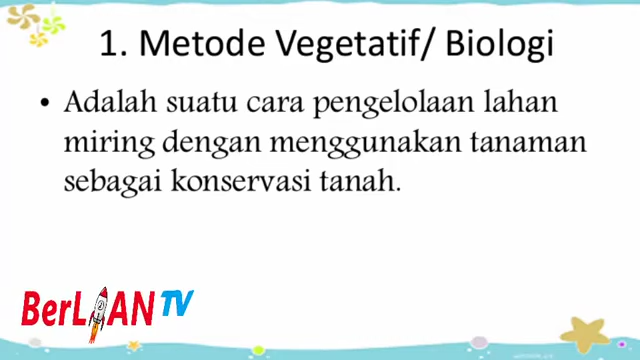 1. Metode Vegetatif/ Biologi
• Adalah suatu cara pengelolaan lahan
miring dengan menggunakan tanaman
sebagai konservasi tanah.
BerLIAN TV